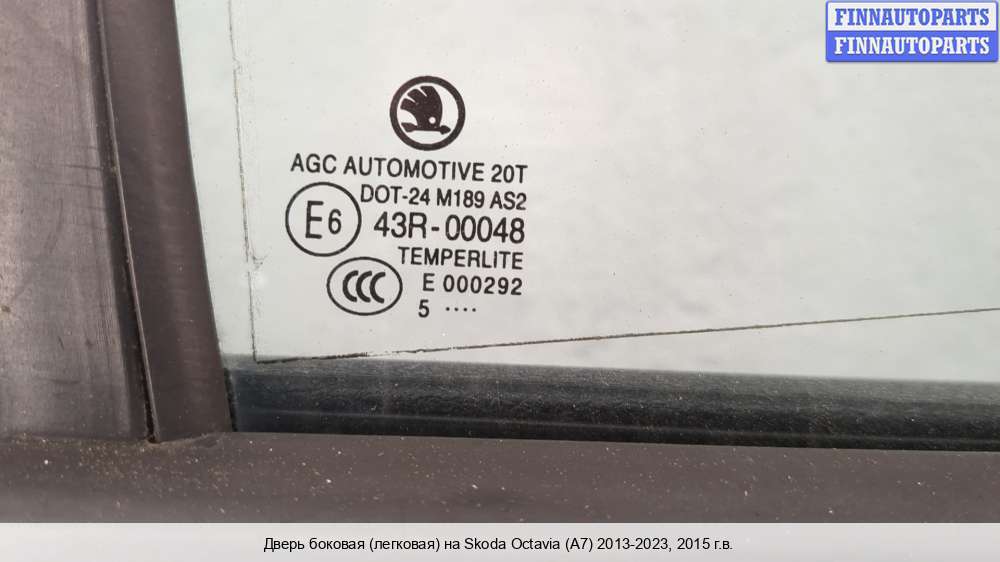 FINNAUTOPARTS
FINNAUTOPARTS
AGC AUTOMOTIVE 20T
DOT-24 M189 AS2
E6 43R-00048
TEMPERLITE
CCC E 000292
5 ····
Дверь боковая (легковая) на Skoda Octavia (A7) 2013-2023, 2015 г.в.